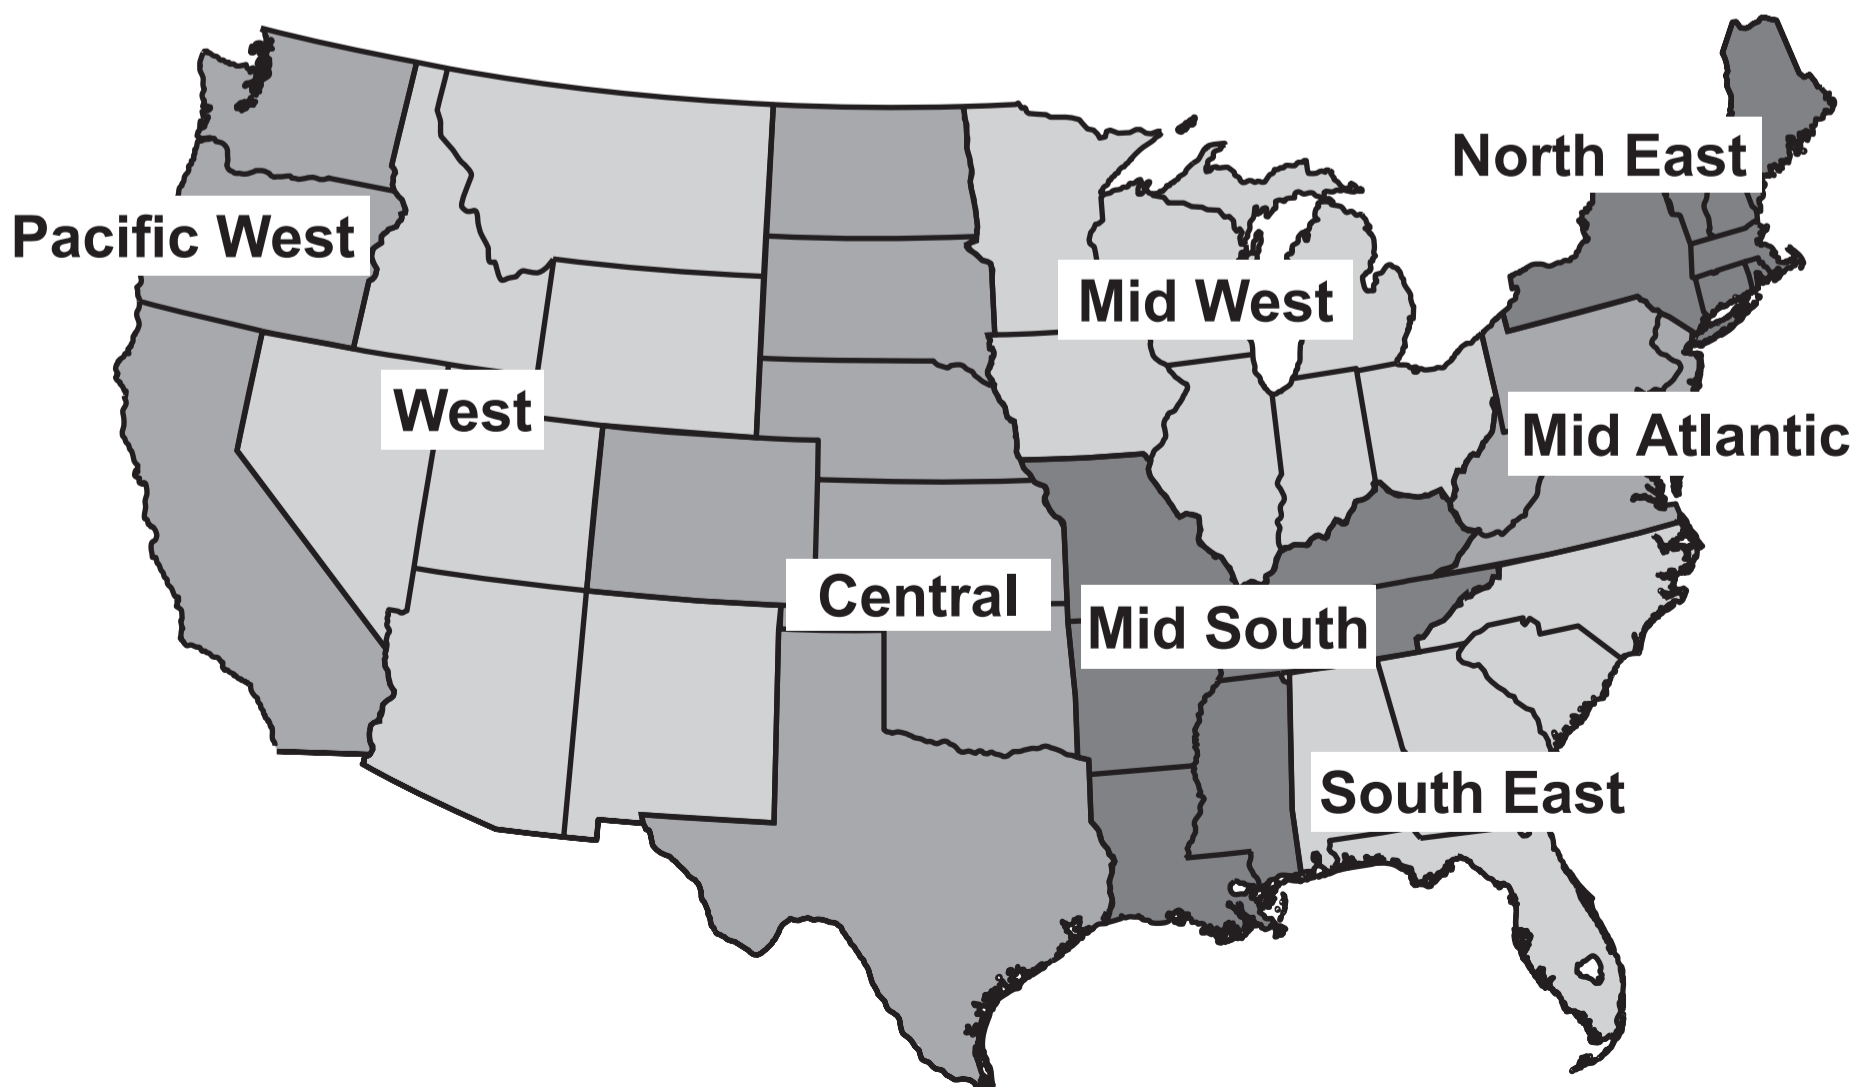 North East
Pacific West
Mid West
West
Mid Atlantic
Central
Mid South
South East